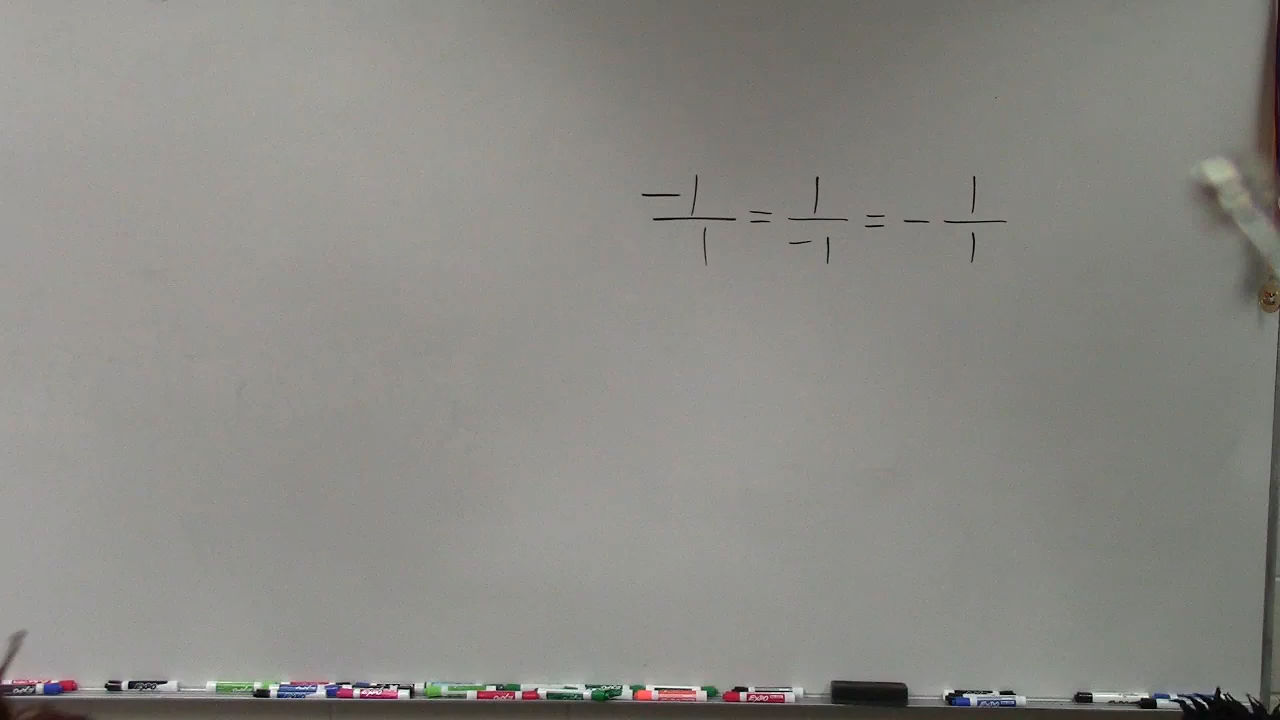 -1/1 = 1/-1 = - 1/1